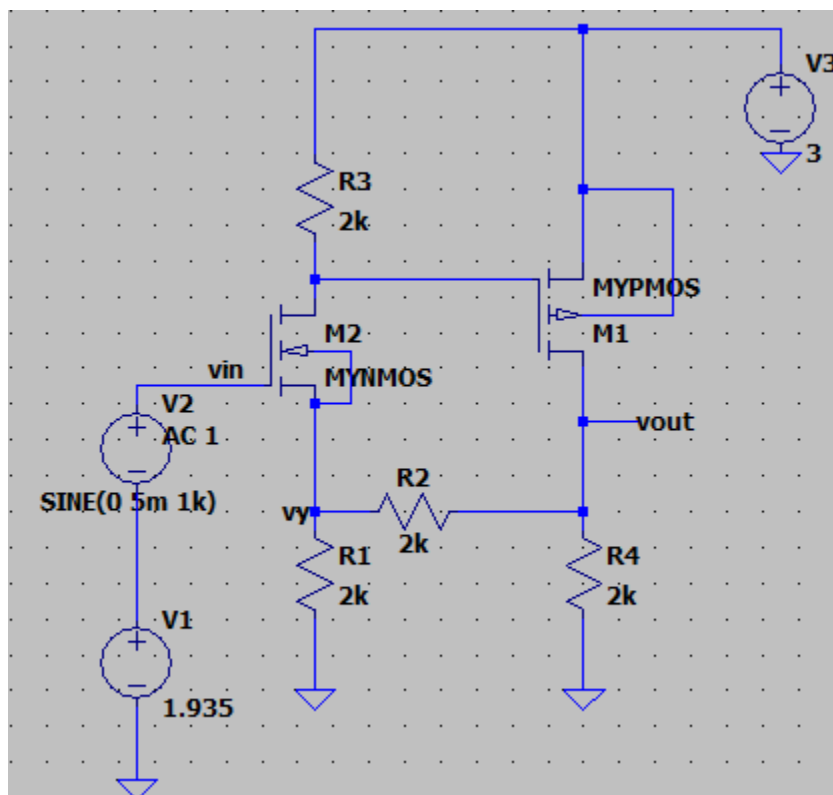 V3
3
R3
2k
MYPMOS
M1
M2
MYNMOS
vin
V2
AC 1
SINE(0 5m 1k)
vout
R2
2k
vy
R1
2k
R4
2k
V1
1.935